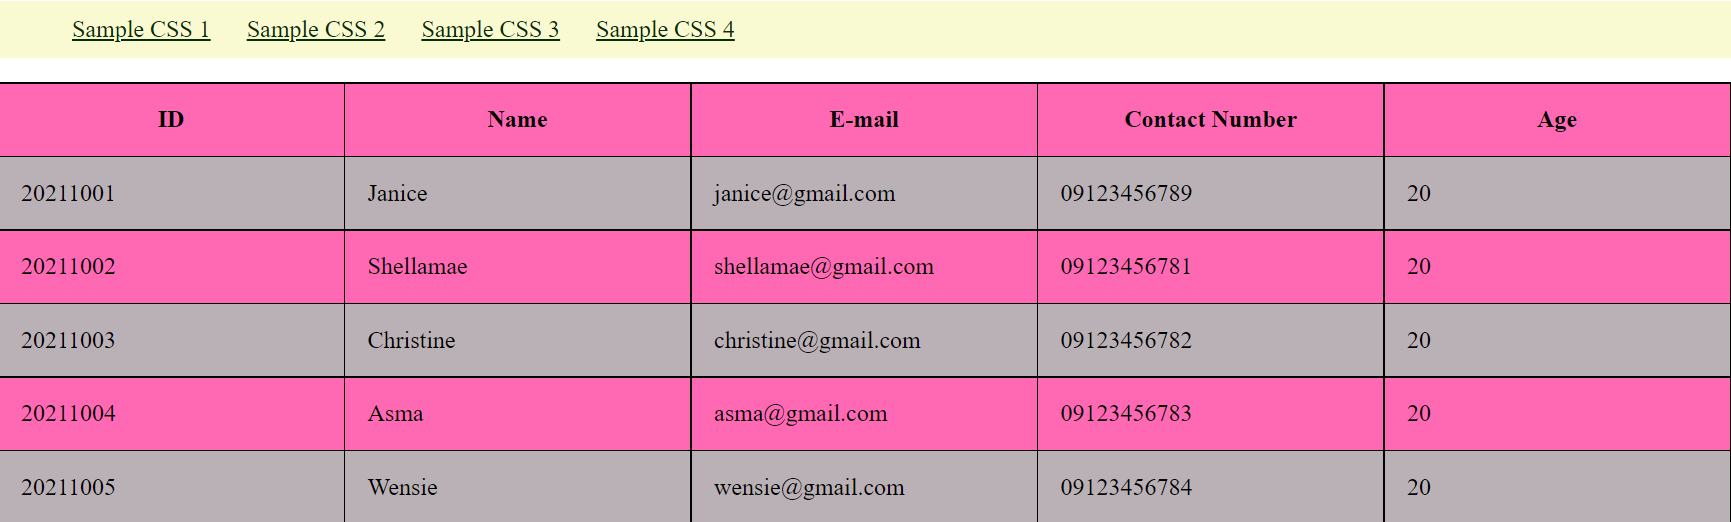 Sample CSS 1 Sample CSS 2 Sample CSS 3 Sample CSS 4
ID Name E-mail Contact Number Age
20211001 Janice janice@gmail.com 09123456789 20
20211002 Shellamae shellamae@gmail.com 09123456781 20
20211003 Christine christine@gmail.com 09123456782 20
20211004 Asma asma@gmail.com 09123456783 20
20211005 Wensie wensie@gmail.com 09123456784 20